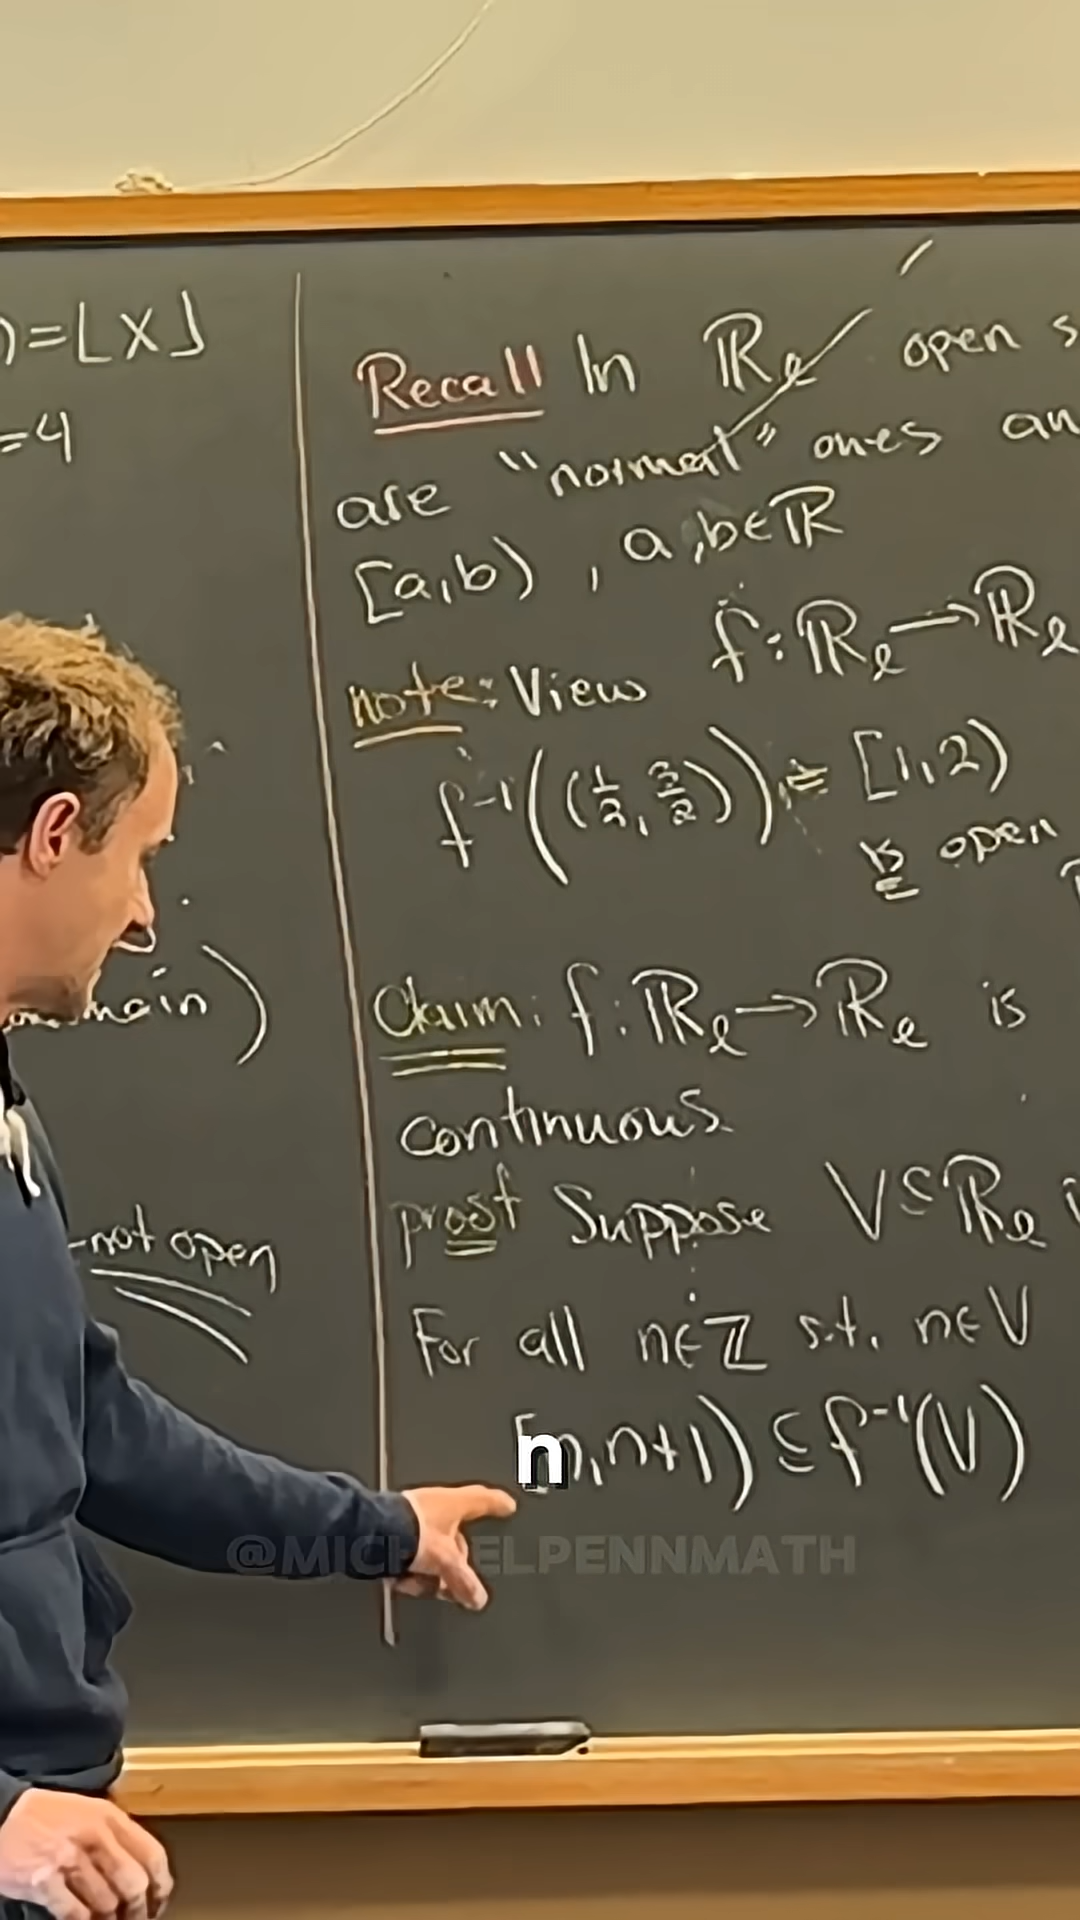 )=⌊x⌋
=4
main)
-not open
Recall In ℝℓ open s
are "normal" ones an
[a,b) , a,b∈ℝ
note: View f:ℝℓ→ℝℓ
f⁻¹((1/2, 3/2)) = [1,2)
is open
Claim: f:ℝℓ→ℝℓ is
continuous.
proof Suppose V⊆ℝℓ i
For all n∈ℤ s.t. n∈V
[n,n+1) ⊆ f⁻¹(V)
n
@MICHAELPENNMATH